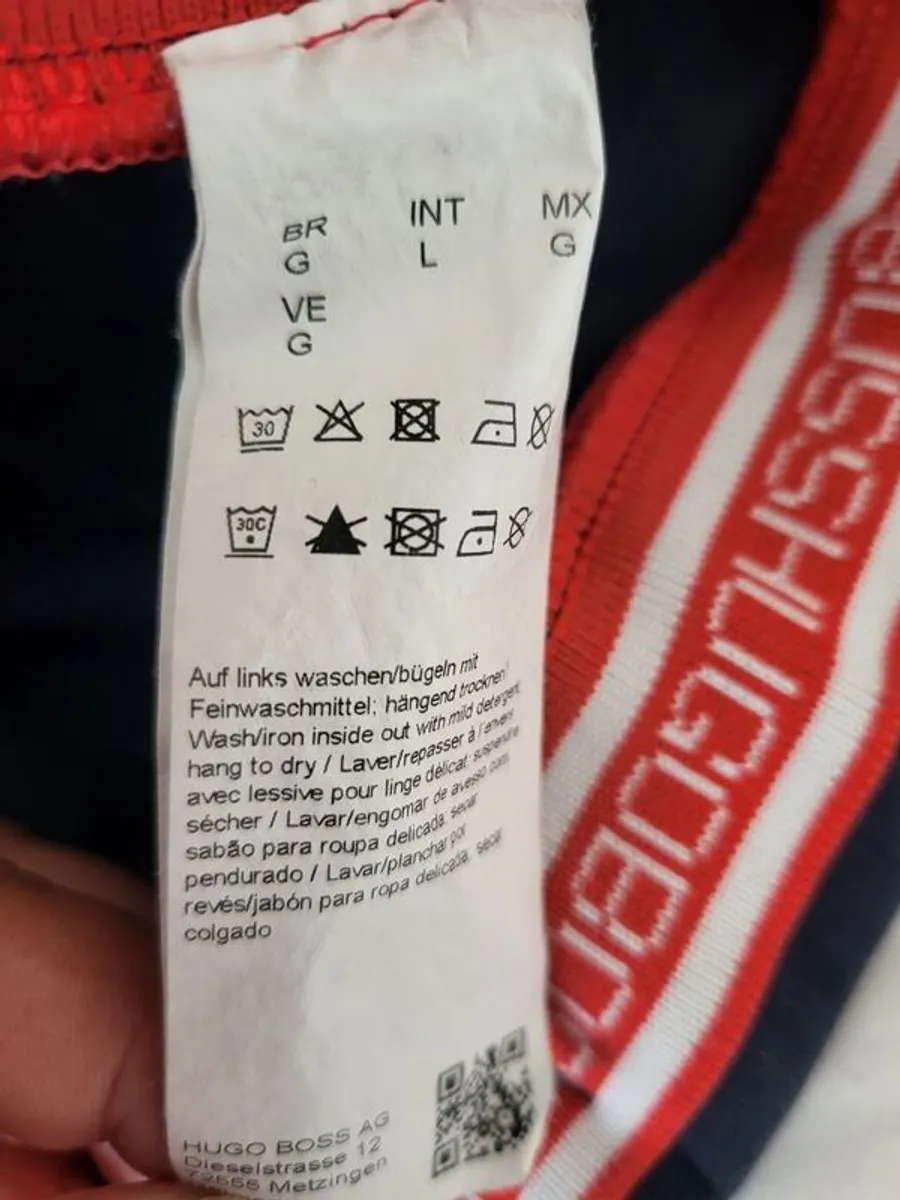 BR INT MX
G L G
VE
G
30
30C
Auf links waschen/bügeln mit
Feinwaschmittel; hängend trocknen/
Wash/iron inside out with mild detergent,
hang to dry / Laver/repasser à l'envers
avec lessive pour linge délicat; suspendre
sécher / Lavar/engomar de avesso com
sabão para roupa delicada, secar
pendurado / Lavar/planchar por
revés/jabón para ropa delicada, secar
colgado
HUGO BOSS AG
Dieselstrasse 12
72555 Metzingen